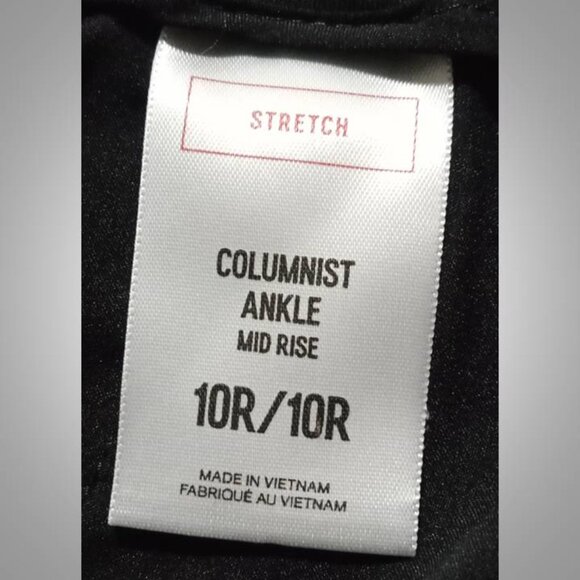 STRETCH
COLUMNIST
ANKLE
MID RISE
10R/10R
MADE IN VIETNAM
FABRIQUÉ AU VIETNAM